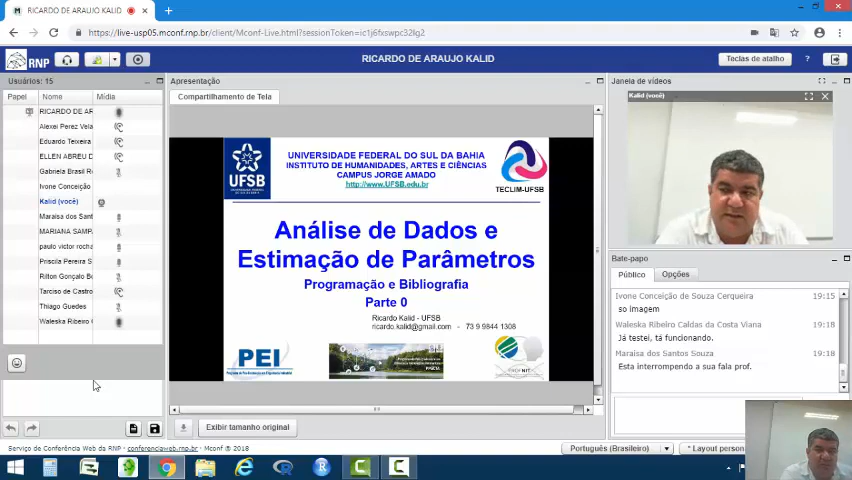 RICARDO DE ARAUJO KALID
https://live-usp05.mconf.rnp.br/client/Mconf-Live.html?sessionToken=ic1j6fxswpc32lg2
RNP
RICARDO DE ARAUJO KALID
Teclas de atalho
?
Usuários: 15
Papel Nome Mídia
RICARDO DE AR
Alexei Perez Vela
Eduardo Teixeira
ELLEN ABREU D
Gabriela Brasil R
Ivone Conceição
Kalid (você)
Maraisa dos Sant
MARIANA SAMPA
paulo victor rocha
Priscila Pereira S
Rilton Gonçalo Bo
Tarciso de Castro
Thiago Guedes
Waleska Ribeiro
Apresentação
Compartilhamento de Tela
UFSB
UNIVERSIDADE FEDERAL DO SUL DA BAHIA
INSTITUTO DE HUMANIDADES, ARTES E CIÊNCIAS
CAMPUS JORGE AMADO
http://www.UFSB.edu.br
TECLIM-UFSB
Análise de Dados e
Estimação de Parâmetros
Programação e Bibliografia
Parte 0
Ricardo Kalid - UFSB
ricardo.kalid@gmail.com - 73 9 9844 1308
PEI
PROFNIT
Exibir tamanho original
Janela de vídeos
Kalid (você)
Bate-papo
Público Opções
Ivone Conceição de Souza Cerqueira 19:15
so imagem
Waleska Ribeiro Caldas da Costa Viana 19:18
Já testei, tá funcionando.
Maraisa dos Santos Souza 19:18
Esta interrompendo a sua fala prof.
Serviço de Conferência Web da RNP - conferenciaweb.rnp.br - Mconf ® 2018
Português (Brasileiro)
* Layout person